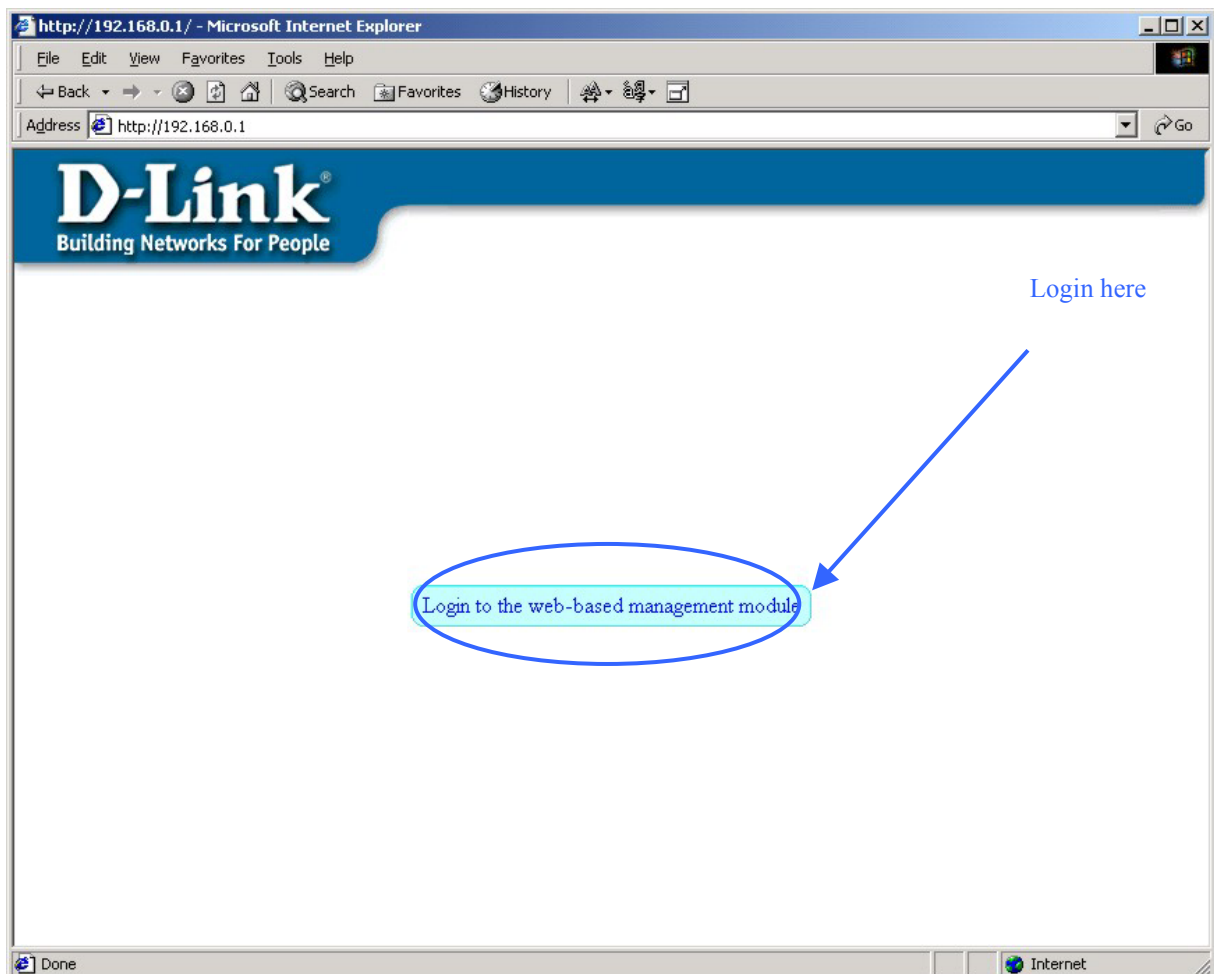 http://192.168.0.1/ - Microsoft Internet Explorer
File Edit View Favorites Tools Help
Back Search Favorites History
Address http://192.168.0.1 Go
D-Link®
Building Networks For People
Login here
Login to the web-based management module
Done Internet